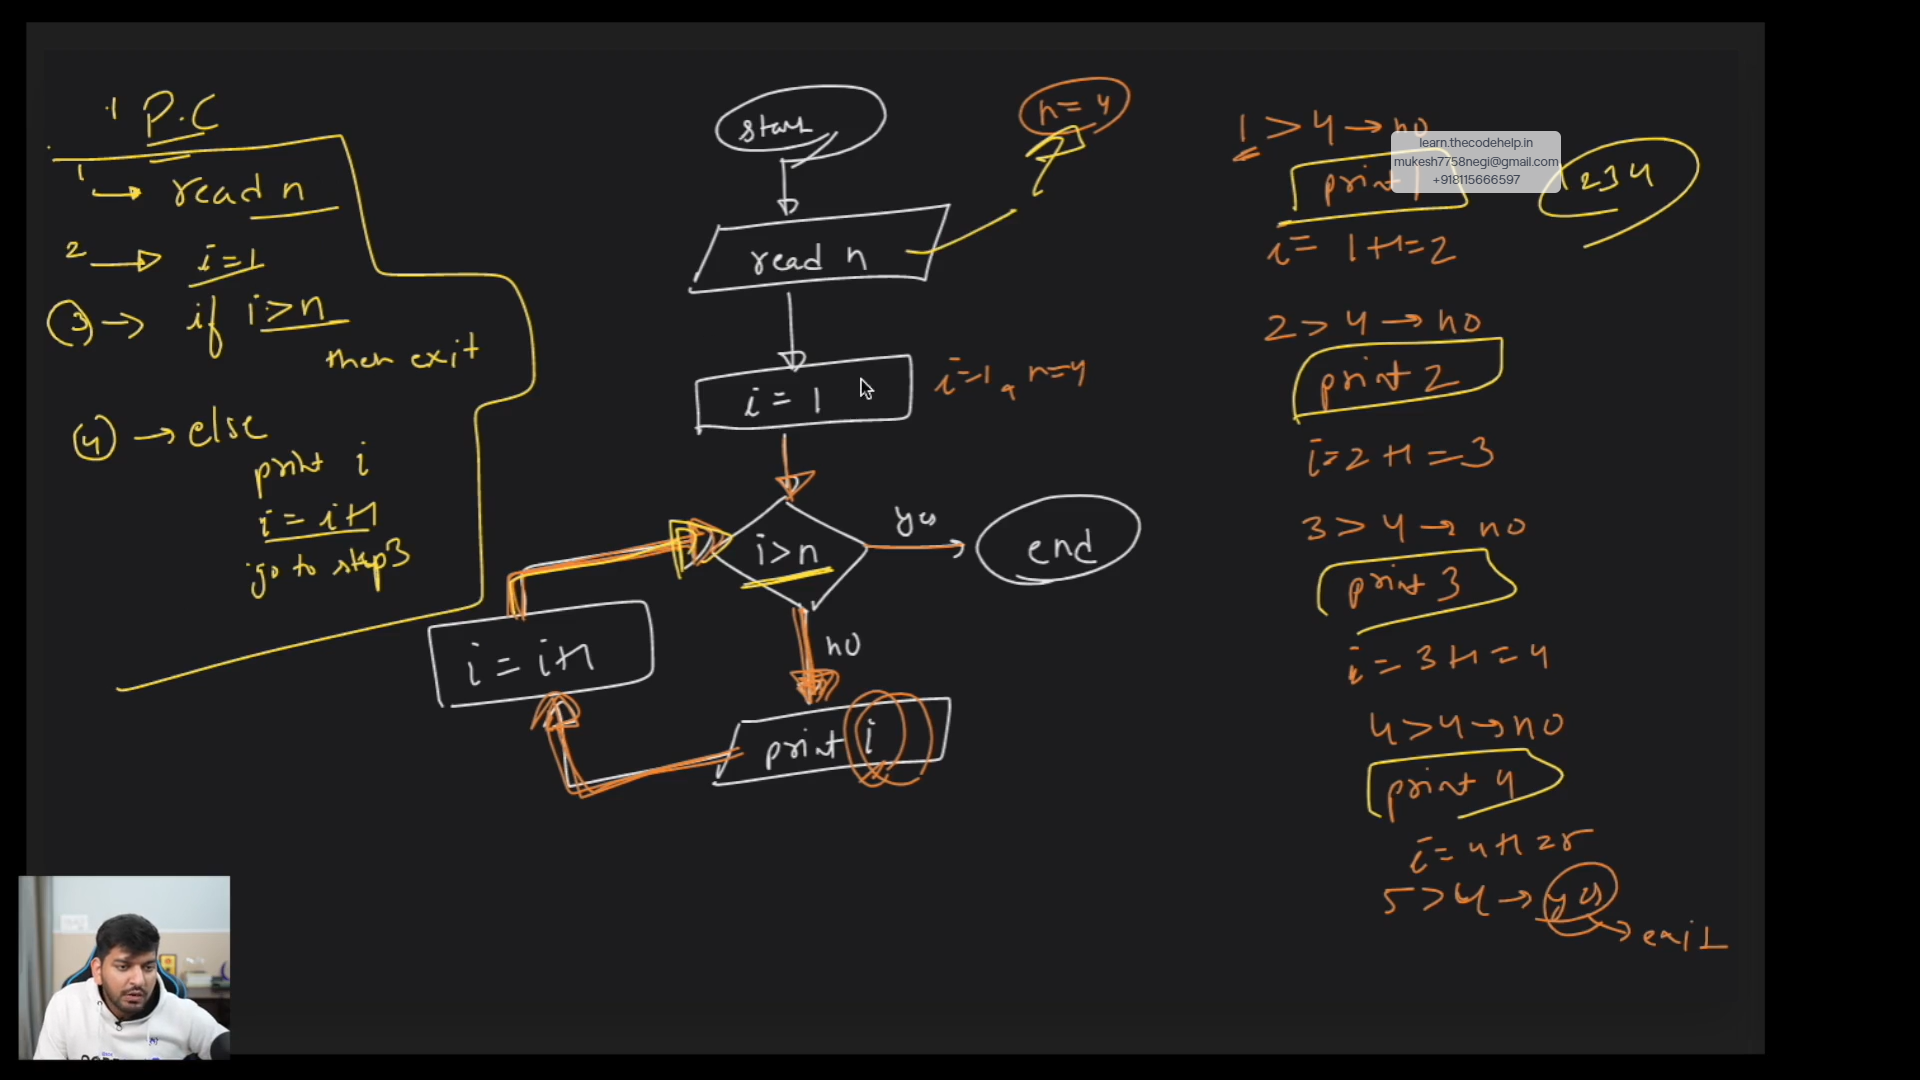 P.C
1 → read n
2 → i=1
③ → if i>n
then exit
④ → else
print i
i = i+1
go to step3
start
read n
n=4
i = 1
i=1, n=4
i>n
yes
end
no
print i
i = i+1
1 > 4 → no
print 1
i= 1+1=2
2 > 4 → no
print 2
i=2+1=3
3 > 4 → no
print 3
i=3+1=4
4>4→no
print 4
i=4+1=5
5>4→yes
→ exit
1 2 3 4
learn.thecodehelp.in
mukesh7758negi@gmail.com
+918115666597